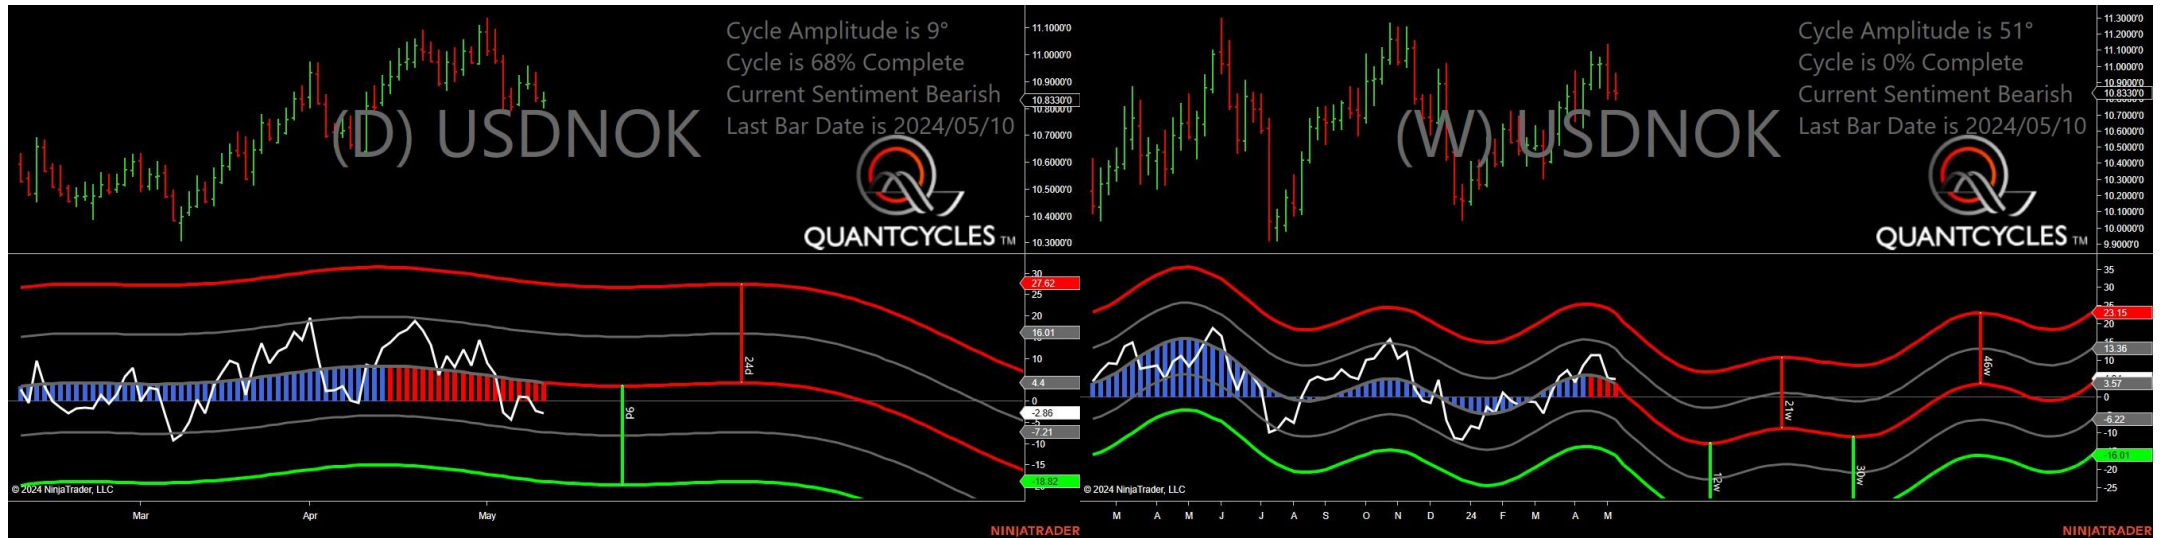 Cycle Amplitude is 9°
Cycle is 68% Complete
Current Sentiment Bearish
Last Bar Date is 2024/05/10
(D) USDNOK
QUANTCYCLES TM
11.1000'0
11.0000'0
10.9000'0
10.8330'0
10.8000'0
10.7000'0
10.6000'0
10.5000'0
10.4000'0
10.3000'0
30
27.62
25
20
16.01
10
4.4
0
-2.86
-7.21
-10
-15
-18.82
24d
9d
© 2024 NinjaTrader, LLC
Mar Apr May
NINJATRADER
Cycle Amplitude is 51°
Cycle is 0% Complete
Current Sentiment Bearish
Last Bar Date is 2024/05/10
(W) USDNOK
QUANTCYCLES TM
11.3000'0
11.2000'0
11.1000'0
11.0000'0
10.9000'0
10.8330'0
10.7000'0
10.6000'0
10.5000'0
10.4000'0
10.3000'0
10.2000'0
10.1000'0
10.0000'0
9.9000'0
35
30
23.15
20
13.36
10
3.57
0
-6.22
-10
-16.01
-20
-25
46w
21w
12w
30w
© 2024 NinjaTrader, LLC
M A M J J A S O N D 24 F M A M
NINJATRADER